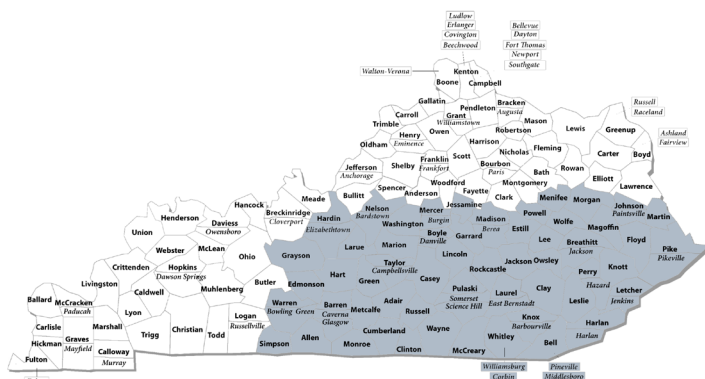 Ludlow
Erlanger
Covington
Beechwood
Bellevue
Dayton
Fort Thomas
Newport
Southgate
Walton-Verona
Kenton
Boone
Campbell
Gallatin
Pendleton
Bracken
Augusta
Russell
Raceland
Carroll
Grant
Williamstown
Mason
Trimble
Owen
Robertson
Lewis
Greenup
Ashland
Fairview
Henry
Eminence
Harrison
Oldham
Nicholas
Fleming
Carter
Boyd
Jefferson
Anchorage
Shelby
Franklin
Frankfort
Scott
Bourbon
Paris
Bath
Rowan
Elliott
Woodford
Montgomery
Lawrence
Spencer
Anderson
Fayette
Bullitt
Clark
Meade
Jessamine
Menifee
Morgan
Hancock
Breckinridge
Cloverport
Hardin
Elizabethtown
Nelson
Bardstown
Mercer
Burgin
Madison
Berea
Powell
Johnson
Paintsville
Martin
Henderson
Daviess
Owensboro
Washington
Estill
Wolfe
Magoffin
Union
Boyle
Danville
Garrard
Lee
Breathitt
Jackson
Floyd
Webster
McLean
Ohio
Larue
Marion
Pike
Pikeville
Grayson
Lincoln
Jackson
Owsley
Crittenden
Hopkins
Dawson Springs
Taylor
Campbellsville
Rockcastle
Perry
Knott
Livingston
Muhlenberg
Butler
Edmonson
Hart
Green
Casey
Hazard
Caldwell
Pulaski
Somerset
Science Hill
Laurel
East Bernstadt
Clay
Letcher
Jenkins
Ballard
McCracken
Paducah
Lyon
Warren
Bowling Green
Barren
Caverna
Glasgow
Metcalfe
Adair
Leslie
Russell
Carlisle
Marshall
Logan
Russellville
Knox
Barbourville
Harlan
Harlan
Hickman
Graves
Mayfield
Trigg
Christian
Todd
Simpson
Allen
Monroe
Cumberland
Wayne
Whitley
Bell
Calloway
Murray
Clinton
McCreary
Fulton
Williamsburg
Corbin
Pineville
Middlesboro